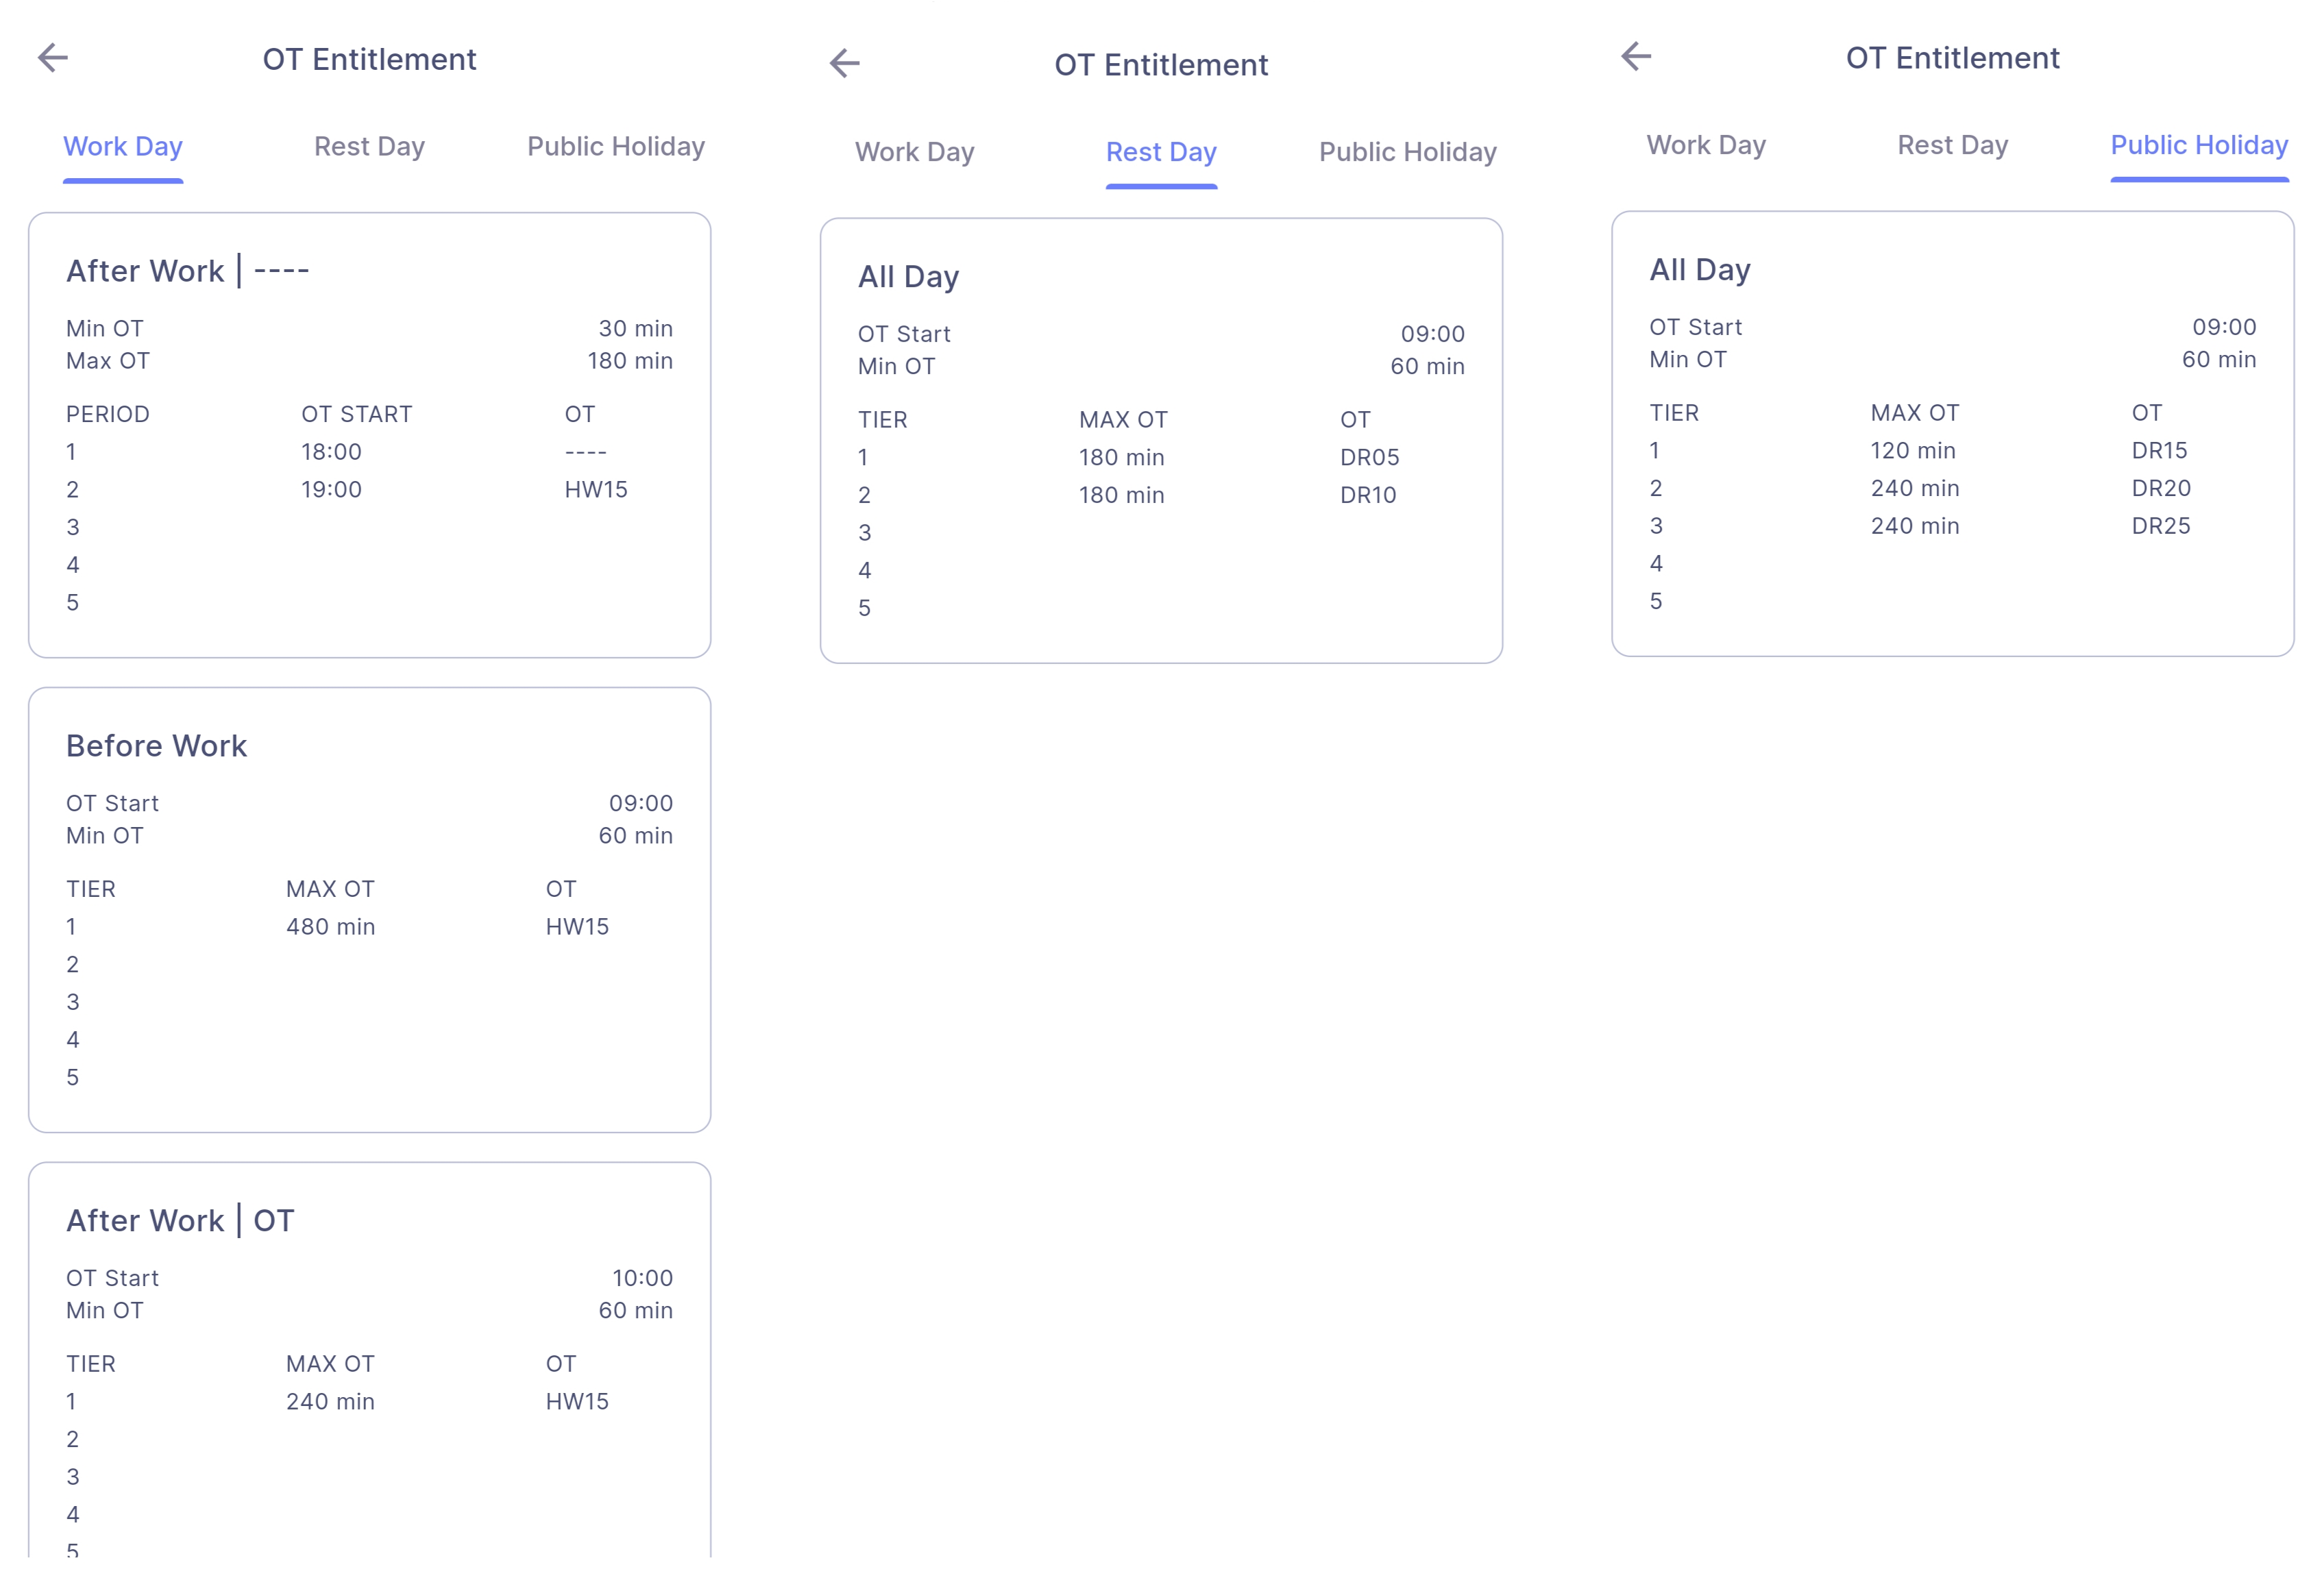 OT Entitlement
Work Day Rest Day Public Holiday
After Work | ----
Min OT 30 min
Max OT 180 min
PERIOD OT START OT
1 18:00 ----
2 19:00 HW15
3
4
5
Before Work
OT Start 09:00
Min OT 60 min
TIER MAX OT OT
1 480 min HW15
2
3
4
5
After Work | OT
OT Start 10:00
Min OT 60 min
TIER MAX OT OT
1 240 min HW15
2
3
4
5
OT Entitlement
Work Day Rest Day Public Holiday
All Day
OT Start 09:00
Min OT 60 min
TIER MAX OT OT
1 180 min DR05
2 180 min DR10
3
4
5
OT Entitlement
Work Day Rest Day Public Holiday
All Day
OT Start 09:00
Min OT 60 min
TIER MAX OT OT
1 120 min DR15
2 240 min DR20
3 240 min DR25
4
5